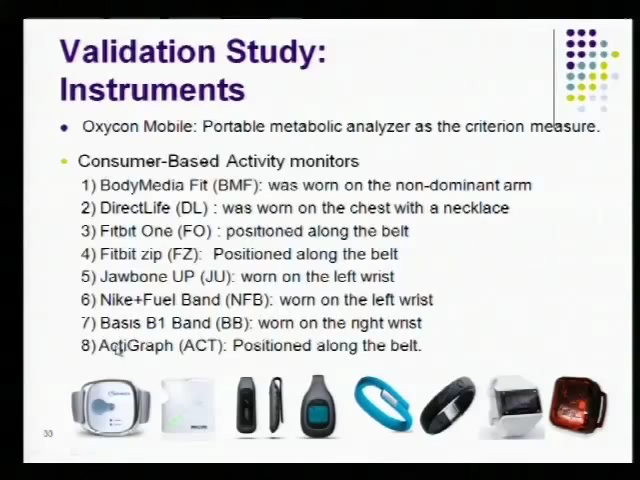 Validation Study:
Instruments
Oxycon Mobile: Portable metabolic analyzer as the criterion measure.
Consumer-Based Activity monitors
1) BodyMedia Fit (BMF): was worn on the non-dominant arm
2) DirectLife (DL) : was worn on the chest with a necklace
3) Fitbit One (FO) : positioned along the belt
4) Fitbit zip (FZ): Positioned along the belt
5) Jawbone UP (JU): worn on the left wrist
6) Nike+Fuel Band (NFB): worn on the left wrist
7) Basis B1 Band (BB): worn on the right wrist
8) ActiGraph (ACT): Positioned along the belt.
PHILIPS
33